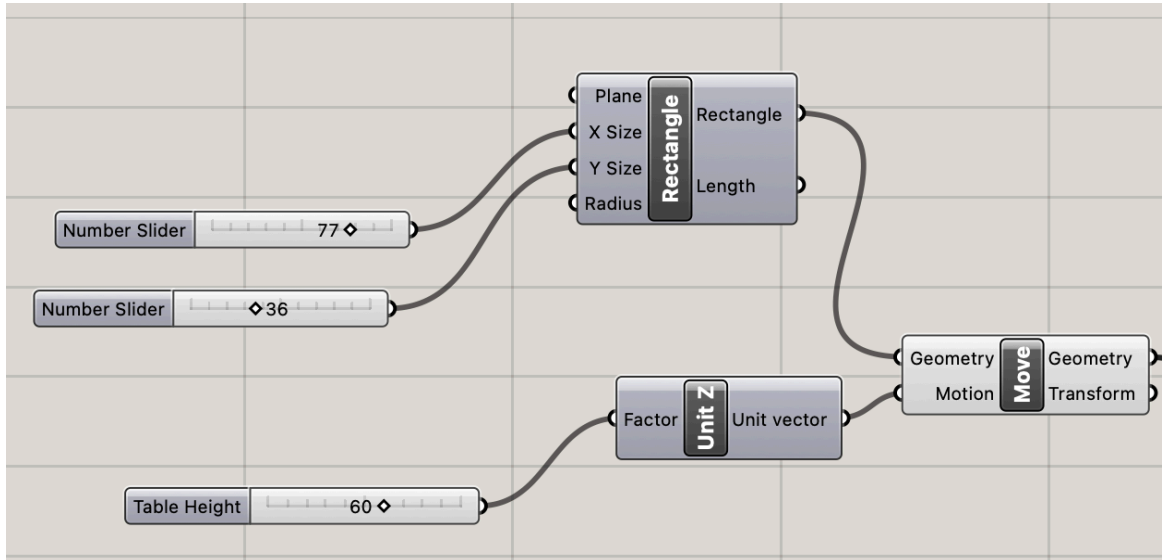 Plane
X Size
Y Size
Radius
Rectangle
Rectangle
Length
Number Slider 77
Number Slider 36
Geometry
Motion
Move
Geometry
Transform
Factor
Unit Z
Unit vector
Table Height 60